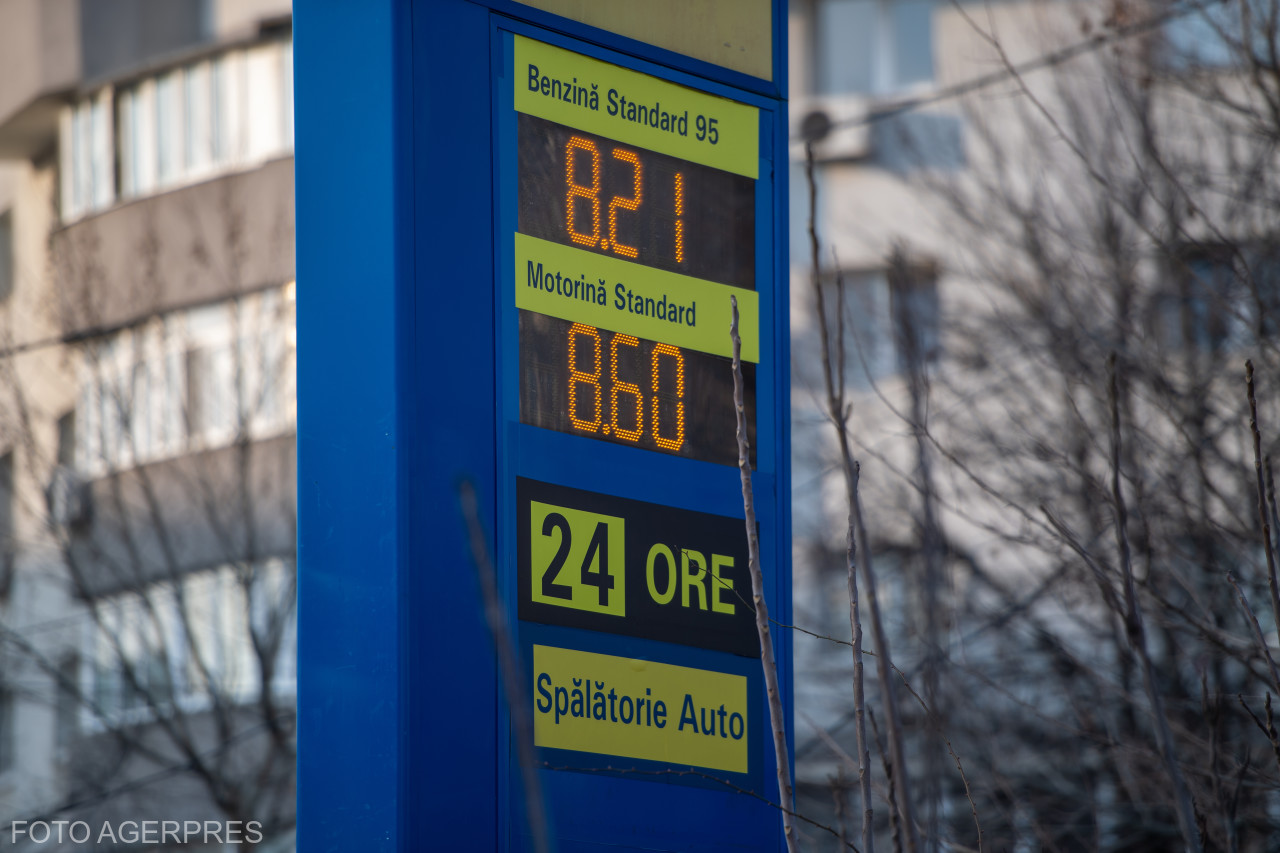 Benzină Standard 95
8.21
Motorină Standard
8.60
24 ORE
Spălătorie Auto
FOTO AGERPRES